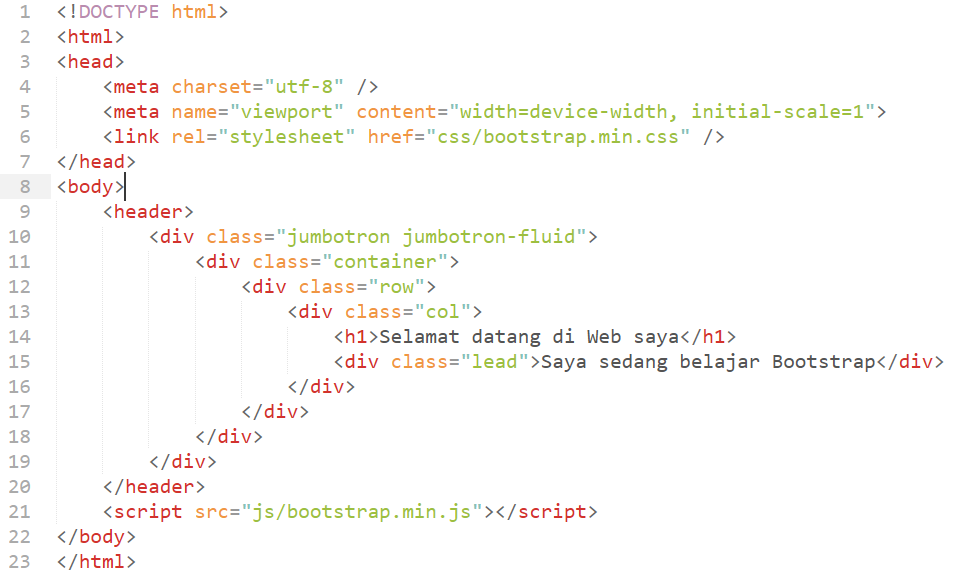 1 <!DOCTYPE html>
2 <html>
3 <head>
4     <meta charset="utf-8" />
5     <meta name="viewport" content="width=device-width, initial-scale=1">
6     <link rel="stylesheet" href="css/bootstrap.min.css" />
7 </head>
8 <body>
9     <header>
10         <div class="jumbotron jumbotron-fluid">
11             <div class="container">
12                 <div class="row">
13                     <div class="col">
14                         <h1>Selamat datang di Web saya</h1>
15                         <div class="lead">Saya sedang belajar Bootstrap</div>
16                     </div>
17                 </div>
18             </div>
19         </div>
20     </header>
21     <script src="js/bootstrap.min.js"></script>
22 </body>
23 </html>